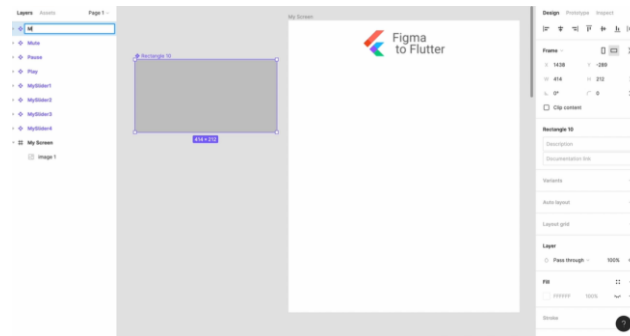 Layers Assets Page 1
M
Mute
Pause
Play
MySlider1
MySlider2
MySlider3
MySlider4
My Screen
image 1
Rectangle 10
414 × 212
My Screen
Figma
to Flutter
Design Prototype Inspect
Frame
X 1438 Y -289
W 414 H 212
0° 0
Clip content
Rectangle 10
Description
Documentation link
Variants
Auto layout
Layout grid
Layer
Pass through 100%
Fill
FFFFFF 100%
Stroke
?